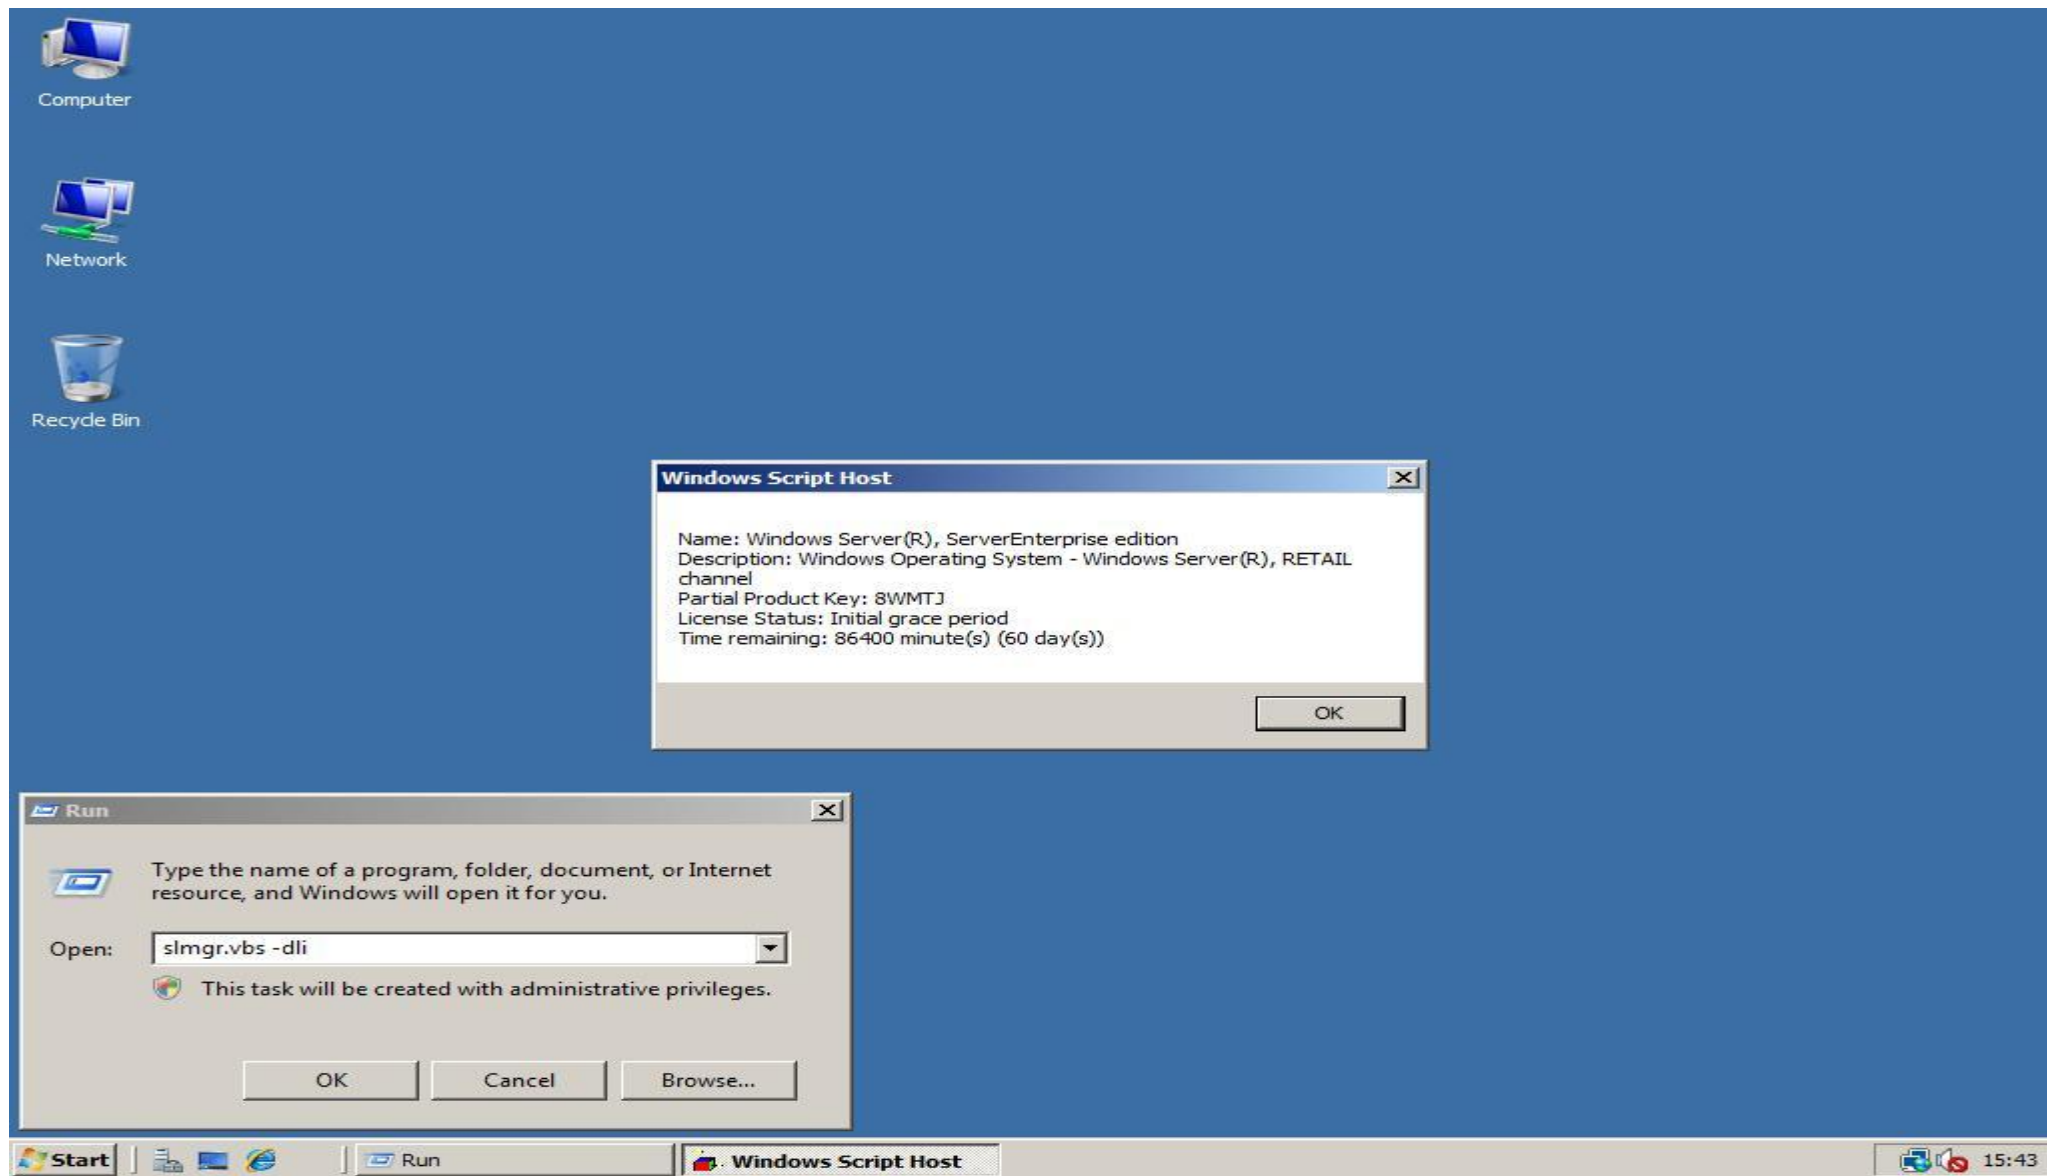 Computer
Network
Recycle Bin
Windows Script Host
Name: Windows Server(R), ServerEnterprise edition
Description: Windows Operating System - Windows Server(R), RETAIL
channel
Partial Product Key: 8WMTJ
License Status: Initial grace period
Time remaining: 86400 minute(s) (60 day(s))
OK
Run
Type the name of a program, folder, document, or Internet
resource, and Windows will open it for you.
Open: slmgr.vbs -dli
This task will be created with administrative privileges.
OK Cancel Browse...
Start Run Windows Script Host 15:43